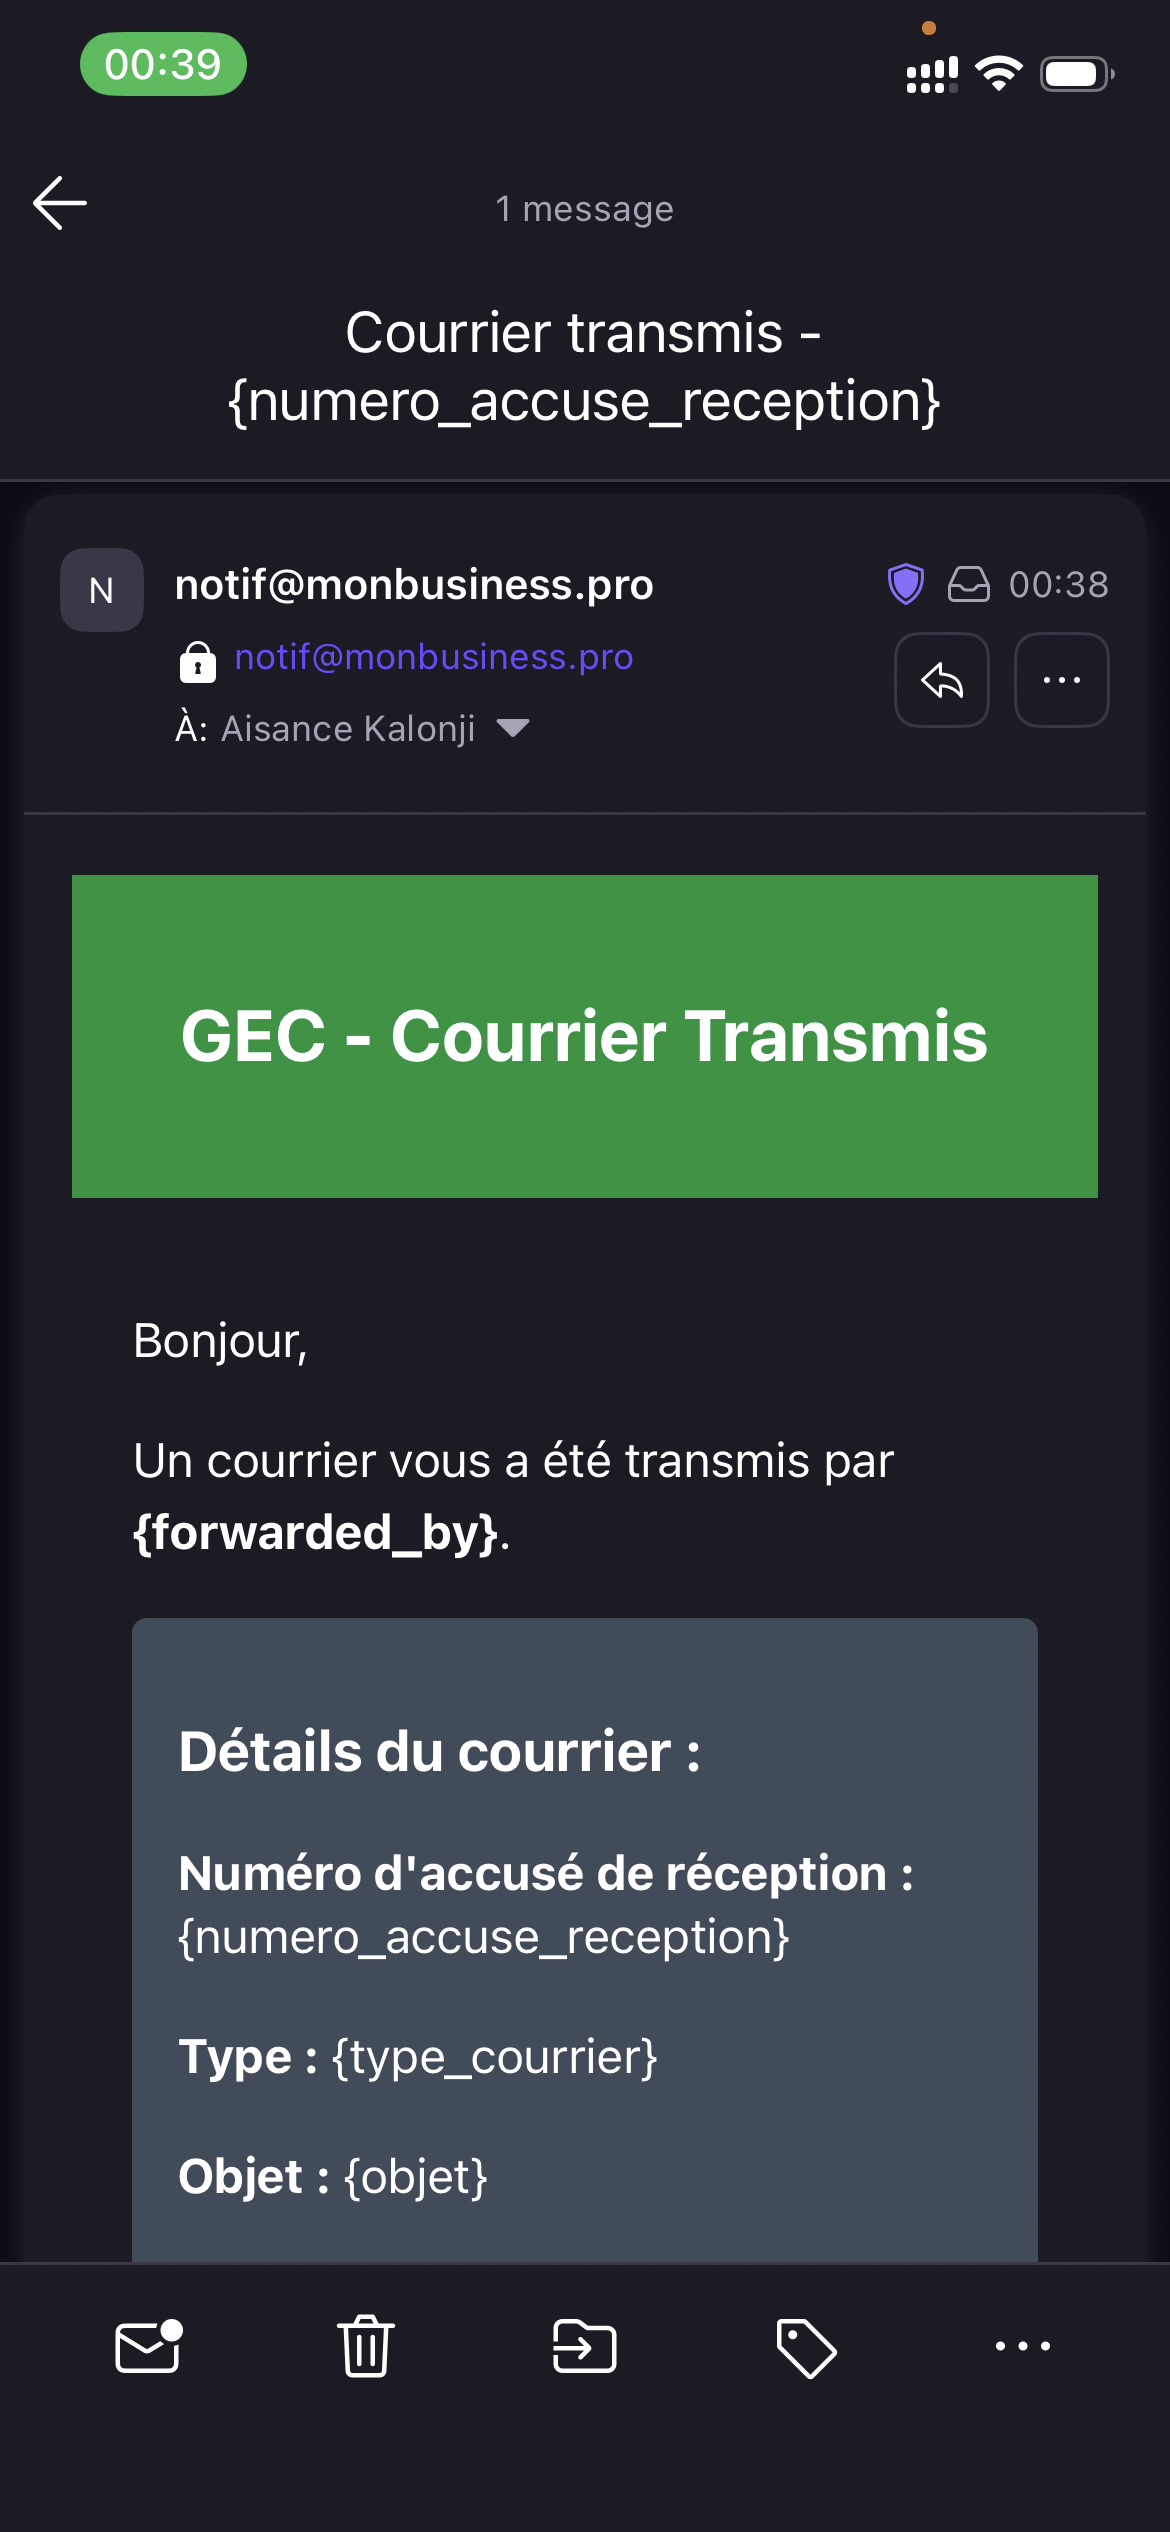 00:39
1 message
Courrier transmis -
{numero_accuse_reception}
N
notif@monbusiness.pro
00:38
notif@monbusiness.pro
À: Aisance Kalonji
GEC - Courrier Transmis
Bonjour,
Un courrier vous a été transmis par
{forwarded_by}.
Détails du courrier :
Numéro d'accusé de réception :
{numero_accuse_reception}
Type : {type_courrier}
Objet : {objet}